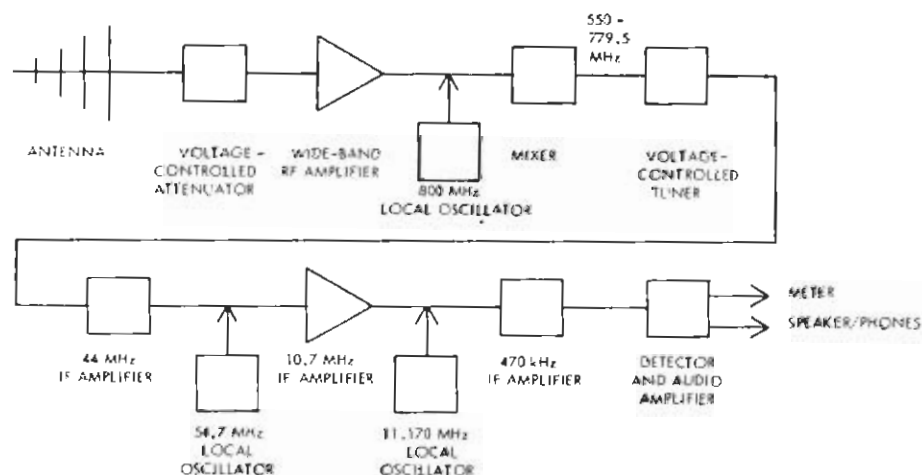 550 -
779.5
MHz
ANTENNA
VOLTAGE -
CONTROLLED
ATTENUATOR
WIDE-BAND
RF AMPLIFIER
800 MHz
LOCAL OSCILLATOR
MIXER
VOLTAGE-
CONTROLLED
TUNER
44 MHz
IF AMPLIFIER
54.7 MHz
LOCAL
OSCILLATOR
10.7 MHz
IF AMPLIFIER
11.170 MHz
LOCAL
OSCILLATOR
470 kHz
IF AMPLIFIER
DETECTOR
AND AUDIO
AMPLIFIER
METER
SPEAKER/PHONES